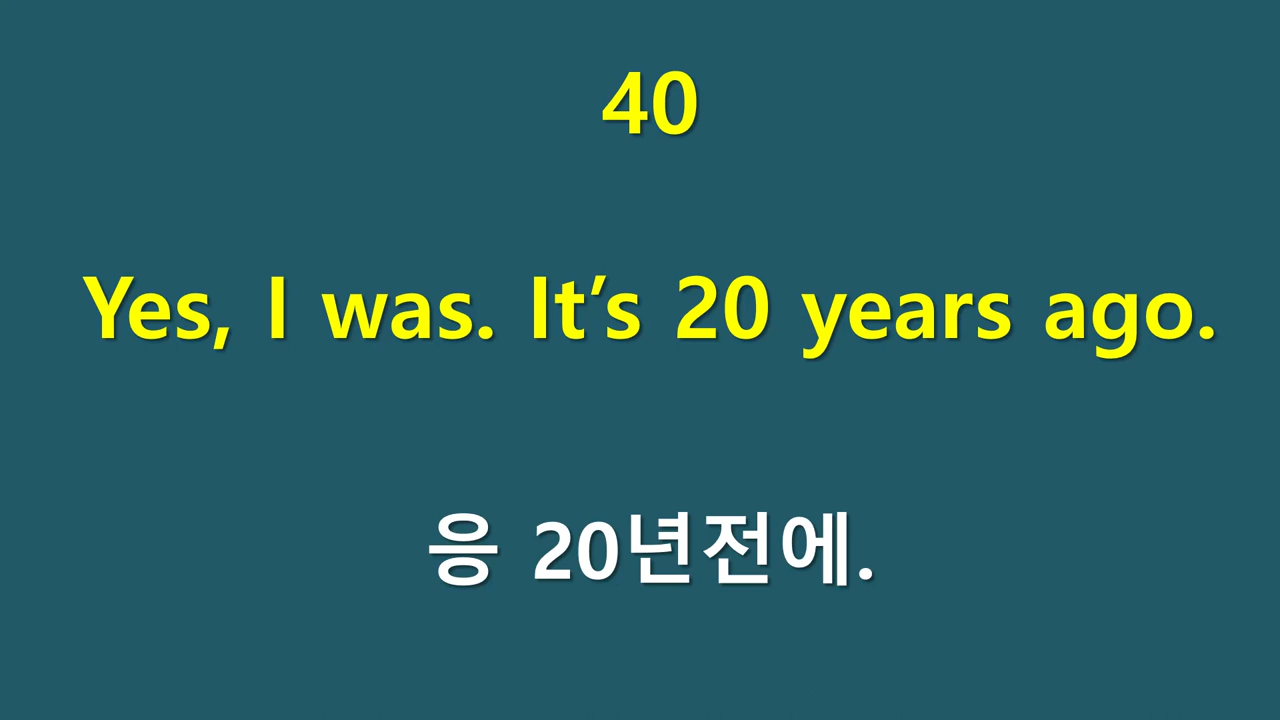 40
Yes, I was. It’s 20 years ago.
응 20년전에.